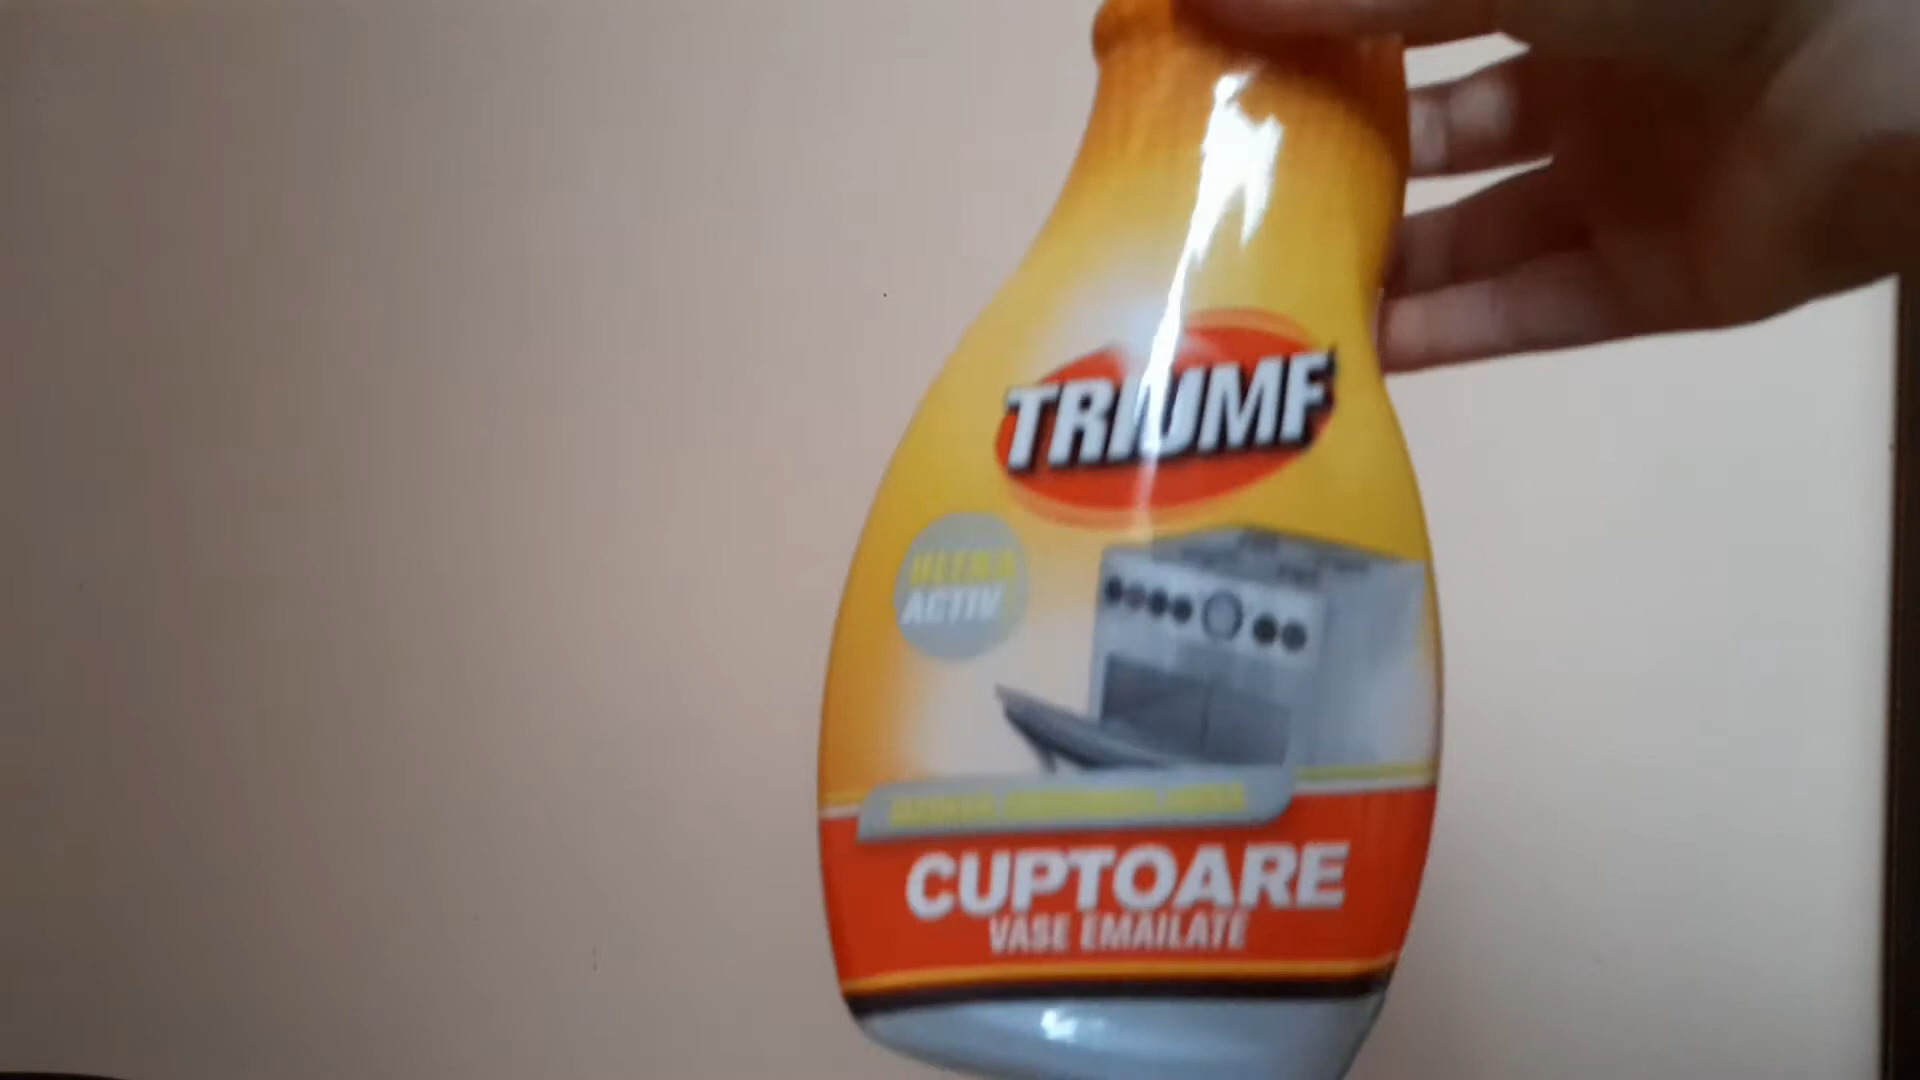 TRIUMF
ULTRA
ACTIV
CUPTOARE
VASE EMAILATE